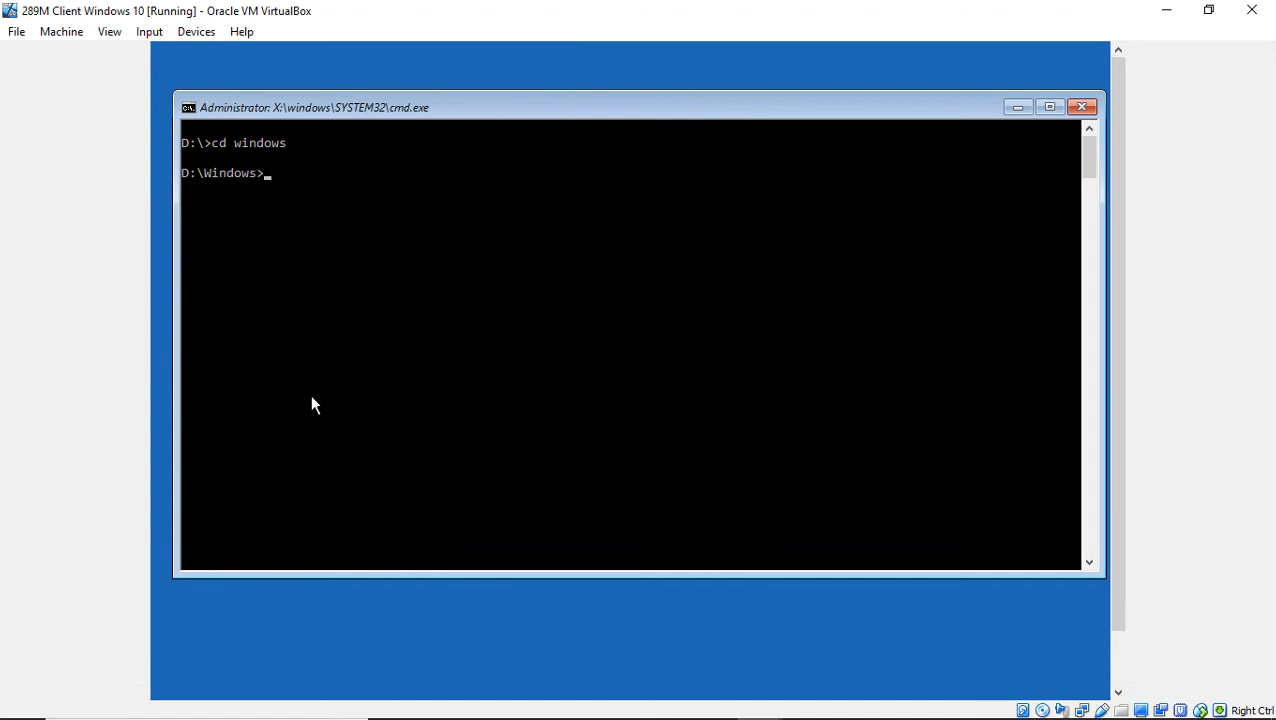 289M Client Windows 10 [Running] - Oracle VM VirtualBox
File Machine View Input Devices Help
Administrator: X:\windows\SYSTEM32\cmd.exe
D:\>cd windows
D:\Windows>_
Right Ctrl